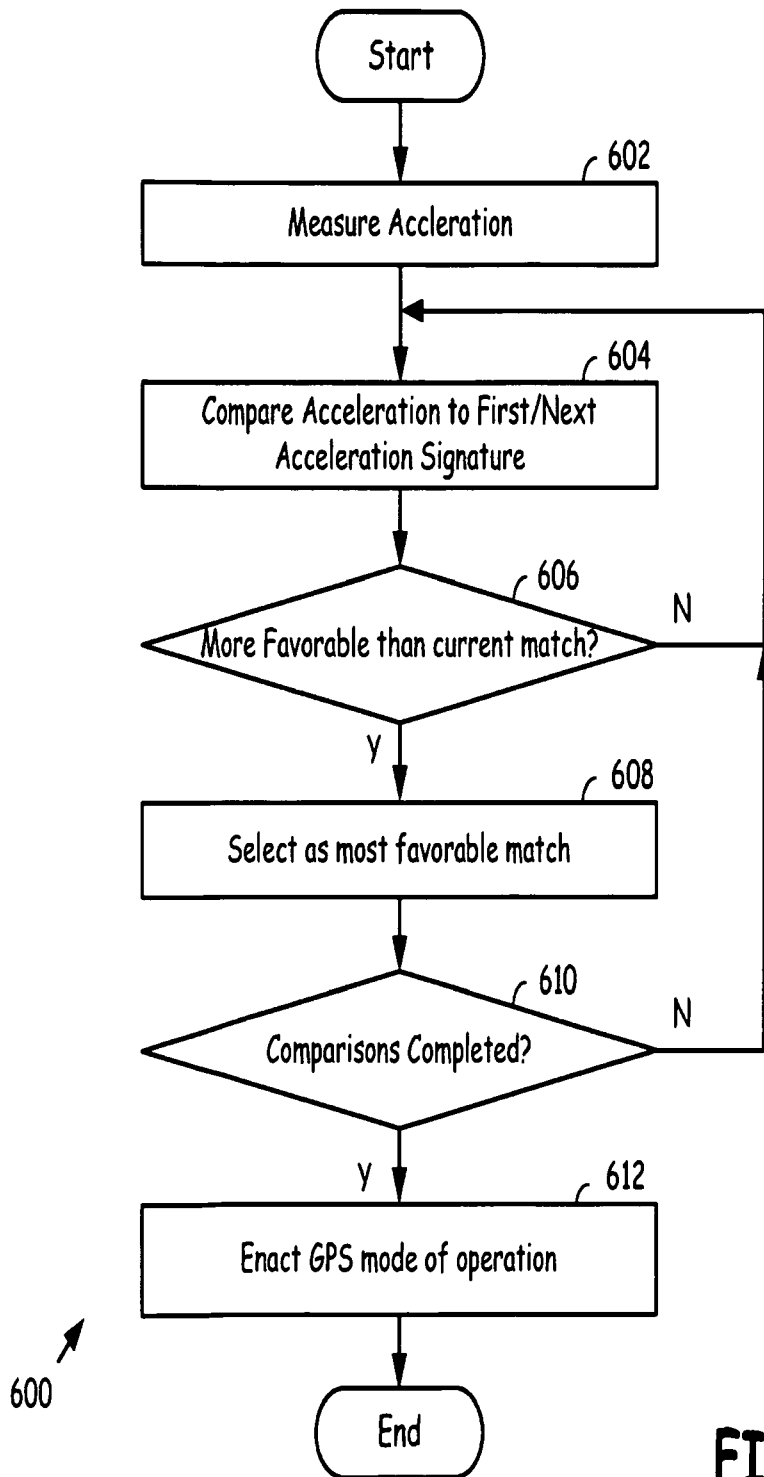 Start
602
Measure Accleration
604
Compare Acceleration to First/Next
Acceleration Signature
606
More Favorable than current match?
N
Y
608
Select as most favorable match
610
Comparisons Completed?
N
Y
612
Enact GPS mode of operation
600
End
FI